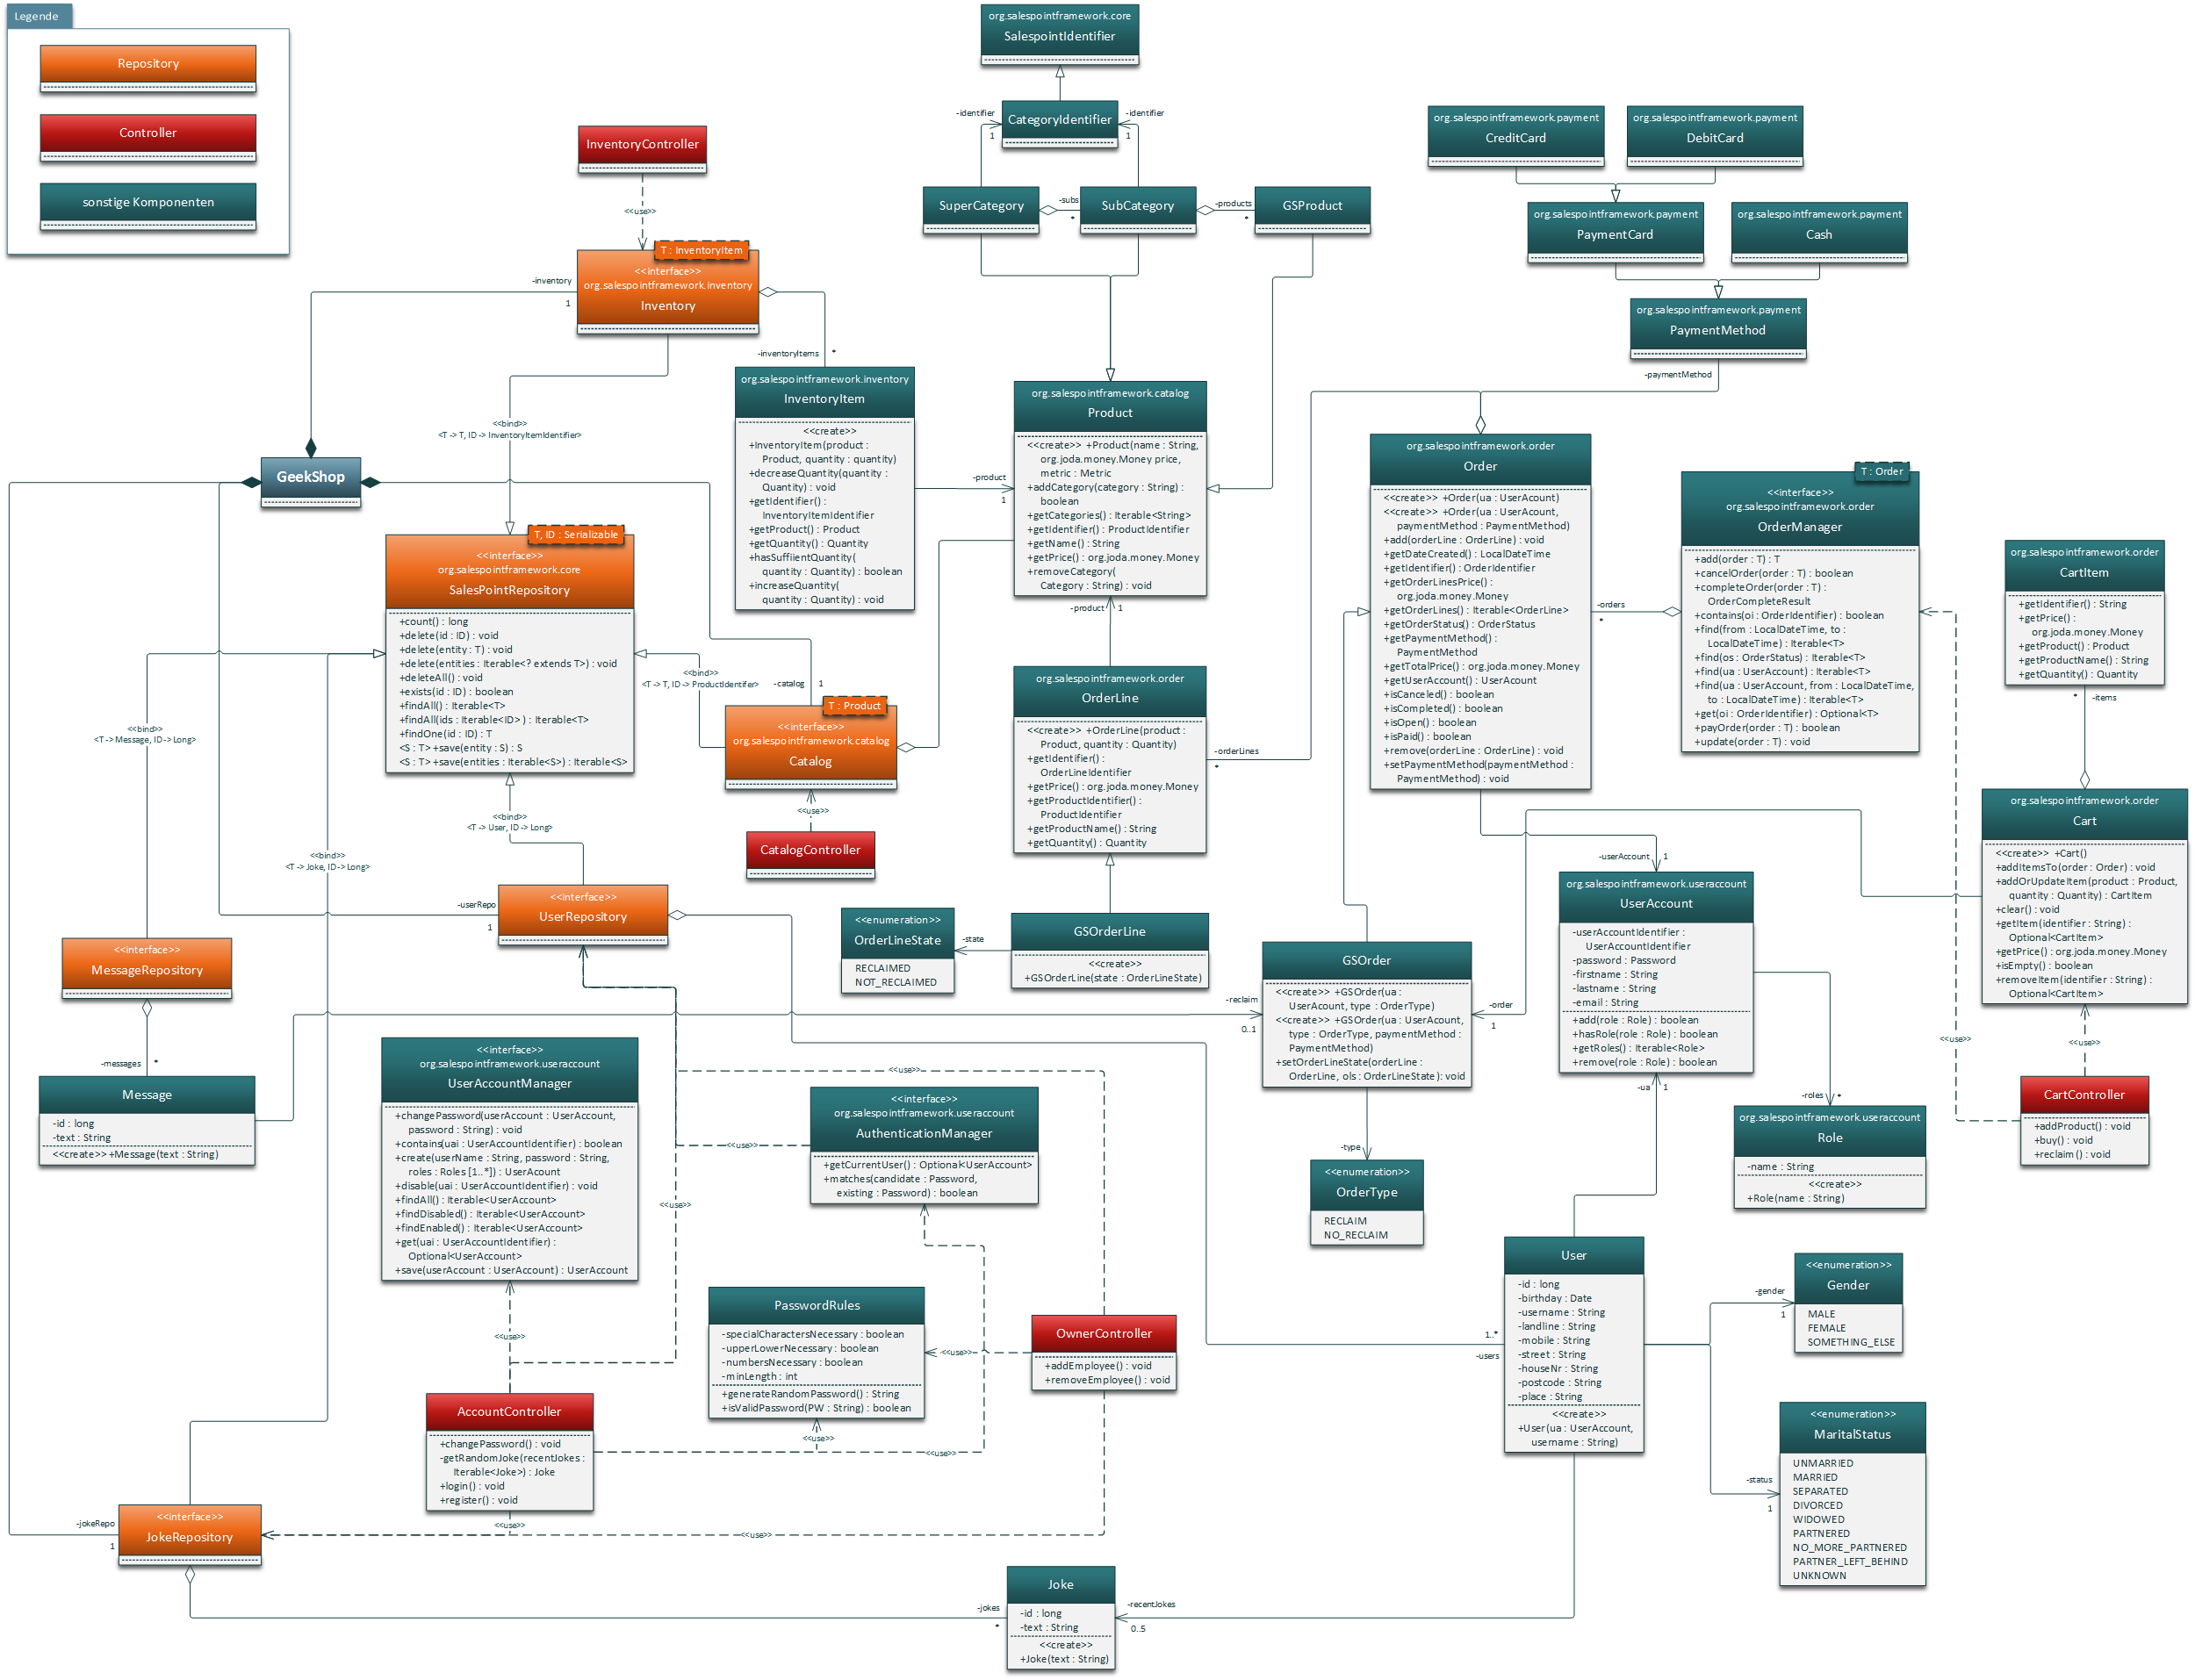 Legende
Repository
Controller
sonstige Komponenten
org.salespointframework.core
SalespointIdentifier
-identifier
1
CategoryIdentifier
-identifier
1
SuperCategory
-subs
*
SubCategory
-products
*
GSProduct
org.salespointframework.payment
CreditCard
org.salespointframework.payment
DebitCard
org.salespointframework.payment
PaymentCard
org.salespointframework.payment
Cash
org.salespointframework.payment
PaymentMethod
-paymentMethod
InventoryController
<<use>>
T : InventoryItem
<<interface>>
org.salespointframework.inventory
Inventory
-inventory
1
-inventoryItems
*
<<bind>>
<T -> T, ID -> InventoryItemIdentifier>
GeekShop
org.salespointframework.inventory
InventoryItem
<<create>>
+InventoryItem(product :
Product, quantity : quantity)
+decreaseQuantity(quantity :
Quantity) : void
+getIdentifier() :
InventoryItemIdentifier
+getProduct() : Product
+getQuantity() : Quantity
+hasSuffiientQuantity(
quantity : Quantity) : boolean
+increaseQuantity(
quantity : Quantity) : void
-product
1
org.salespointframework.catalog
Product
<<create>> +Product(name : String,
org.joda.money.Money price,
metric : Metric
+addCategory(category : String) :
boolean
+getCategories() : Iterable<String>
+getIdentifier() : ProductIdentifier
+getName() : String
+getPrice() : org.joda.money.Money
+removeCategory(
Category : String) : void
-product
1
org.salespointframework.order
Order
<<create>> +Order(ua : UserAccount)
<<create>> +Order(ua : UserAccount,
paymentMethod : PaymentMethod)
+add(orderLine : OrderLine) : void
+getDateCreated() : LocalDateTime
+getIdentifier() : OrderIdentifier
+getOrderLinesPrice() :
org.joda.money.Money
+getOrderLines() : Iterable<OrderLine>
+getOrderStatus() : OrderStatus
+getPaymentMethod() :
PaymentMethod
+getTotalPrice() : org.joda.money.Money
+getUserAccount() : UserAccount
+isCanceled() : boolean
+isCompleted() : boolean
+isOpen() : boolean
+isPaid() : boolean
+remove(orderLine : OrderLine) : void
+setPaymentMethod(paymentMethod :
PaymentMethod) : void
-orders
*
T : Order
<<interface>>
org.salespointframework.order
OrderManager
+add(order : T) : T
+cancelOrder(order : T) : boolean
+completeOrder(order : T) :
OrderCompleteResult
+contains(oi : OrderIdentifier) : boolean
+find(from : LocalDateTime, to :
LocalDateTime) : Iterable<T>
+find(os : OrderStatus) : Iterable<T>
+find(ua : UserAccount) : Iterable<T>
+find(ua : UserAccount, from : LocalDateTime,
to : LocalDateTime) : Iterable<T>
+get(oi : OrderIdentifier) : Optional<T>
+payOrder(order : T) : boolean
+update(order : T) : void
org.salespointframework.order
CartItem
+getIdentifier() : String
+getPrice() :
org.joda.money.Money
+getProduct() : Product
+getProductName() : String
+getQuantity() : Quantity
*
-items
T, ID : Serializable
<<interface>>
org.salespointframework.core
SalesPointRepository
+count() : long
+delete(id : ID) : void
+delete(entity : T) : void
+delete(entities : Iterable<? extends T>) : void
+deleteAll() : void
+exists(id : ID) : boolean
+findAll() : Iterable<T>
+findAll(ids : Iterable<ID> ) : Iterable<T>
+findOne(id : ID) : T
<S : T> +save(entity : S) : S
<S : T> +save(entities : Iterable<S>) : Iterable<S>
<<bind>>
<T -> T, ID -> ProductIdentifer>
-catalog
1
T : Product
<<interface>>
org.salespointframework.catalog
Catalog
<<use>>
CatalogController
<<bind>>
<T -> Message, ID -> Long>
<<bind>>
<T -> User, ID -> Long>
<<bind>>
<T -> Joke, ID -> Long>
org.salespointframework.order
OrderLine
<<create>> +OrderLine(product :
Product, quantity : Quantity)
+getIdentifier() :
OrderLineIdentifier
+getPrice() : org.joda.money.Money
+getProductIdentifier() :
ProductIdentifier
+getProductName() : String
+getQuantity() : Quantity
-orderLines
*
org.salespointframework.order
Cart
<<create>> +Cart()
+addItemsTo(order : Order) : void
+addOrUpdateItem(product : Product,
quantity : Quantity) : CartItem
+clear() : void
+getItem(identifier : String) :
Optional<CartItem>
+getPrice() : org.joda.money.Money
+isEmpty() : boolean
+removeItem(identifier : String) :
Optional<CartItem>
<<use>>
<<use>>
CartController
+addProduct() : void
+buy() : void
+reclaim() : void
-userAccount
1
org.salespointframework.useraccount
UserAccount
-userAccountIdentifier :
UserAccountIdentifier
-password : Password
-firstname : String
-lastname : String
-email : String
+add(role : Role) : boolean
+hasRole(role : Role) : boolean
+getRoles() : Iterable<Role>
+remove(role : Role) : boolean
-ua
1
-roles
*
org.salespointframework.useraccount
Role
-name : String
<<create>>
+Role(name : String)
-userRepo
1
<<interface>>
UserRepository
<<enumeration>>
OrderLineState
RECLAIMED
NOT_RECLAIMED
-state
GSOrderLine
<<create>>
+GSOrderLine(state : OrderLineState)
-reclaim
0..1
GSOrder
<<create>> +GSOrder(ua :
UserAcount, type : OrderType)
<<create>> +GSOrder(ua : UserAcount,
type : OrderType, paymentMethod :
PaymentMethod)
+setOrderLineState(orderLine :
OrderLine, ols : OrderLineState) : void
-order
1
-type
<<enumeration>>
OrderType
RECLAIM
NO_RECLAIM
<<interface>>
MessageRepository
-messages
*
Message
-id : long
-text : String
<<create>> +Message(text : String)
<<interface>>
org.salespointframework.useraccount
UserAccountManager
+changePassword(userAccount : UserAccount,
password : String) : void
+contains(uai : UserAccountIdentifier) : boolean
+create(userName : String, password : String,
roles : Roles [1..*]) : UserAcount
+disable(uai : UserAccountIdentifier) : void
+findAll() : Iterable<UserAccount>
+findDisabled() : Iterable<UserAccount>
+findEnabled() : Iterable<UserAccount>
+get(uai : UserAccountIdentifier) :
Optional<UserAccount>
+save(userAccount : UserAccount) : UserAccount
<<use>>
<<use>>
<<use>>
<<interface>>
org.salespointframework.useraccount
AuthenticationManager
+getCurrentUser() : Optional<UserAccount>
+matches(candidate : Password,
existing : Password) : boolean
<<use>>
PasswordRules
-specialCharactersNecessary : boolean
-upperLowerNecessary : boolean
-numbersNecessary : boolean
-minLength : int
+generateRandomPassword() : String
+isValidPassword(PW : String) : boolean
<<use>>
OwnerController
+addEmployee() : void
+removeEmployee() : void
AccountController
+changePassword() : void
-getRandomJoke(recentJokes :
Iterable<Joke>) : Joke
+login() : void
+register() : void
<<use>>
<<use>>
<<use>>
<<use>>
1..*
-users
User
-id : long
-birthday : Date
-username : String
-landline : String
-mobile : String
-street : String
-houseNr : String
-postcode : String
-place : String
<<create>>
+User(ua : UserAccount,
username : String)
-gender
1
<<enumeration>>
Gender
MALE
FEMALE
SOMETHING_ELSE
-status
1
<<enumeration>>
MaritalStatus
UNMARRIED
MARRIED
SEPARATED
DIVORCED
WIDOWED
PARTNERED
NO_MORE_PARTNERED
PARTNER_LEFT_BEHIND
UNKNOWN
-jokeRepo
1
<<interface>>
JokeRepository
-jokes
*
Joke
-id : long
-text : String
<<create>>
+Joke(text : String)
-recentJokes
0..5